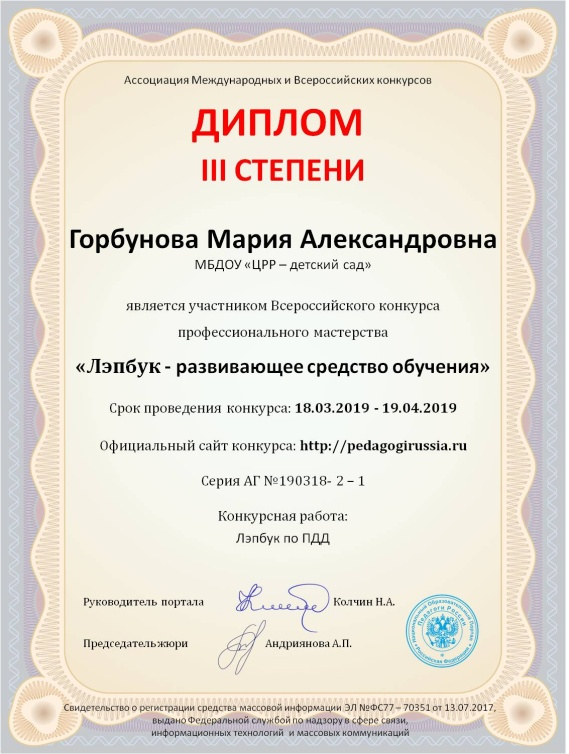 Ассоциация Международных и Всероссийских конкурсов
ДИПЛОМ
III СТЕПЕНИ
Горбунова Мария Александровна
МБДОУ «ЦРР – детский сад»
является участником Всероссийского конкурса
профессионального мастерства
«Лэпбук - развивающее средство обучения»
Срок проведения конкурса: 18.03.2019 - 19.04.2019
Официальный сайт конкурса: http://pedagogirussia.ru
Серия АГ №190318- 2 – 1
Конкурсная работа:
Лэпбук по ПДД
Руководитель портала Колчин Н.А.
Председатель жюри Андриянова А.П.
Педагоги России
Российская Федерация
Свидетельство о регистрации средства массовой информации ЭЛ №ФС77 – 70351 от 13.07.2017,
выдано Федеральной службой по надзору в сфере связи,
информационных технологий и массовых коммуникаций